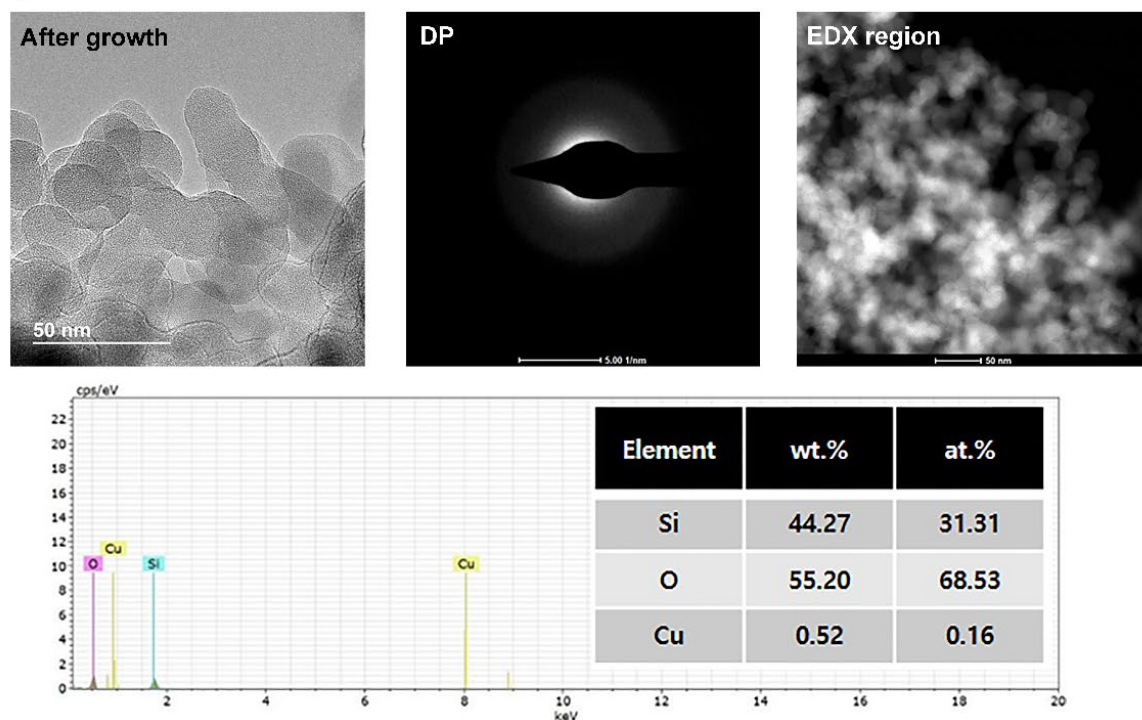 After growth
50 nm
DP
5.00 1/nm
EDX region
50 nm
cps/eV
22
20
18
16
14
12
10
8
6
4
2
0
O
Cu
Si
Cu
2 4 6 8 10 12 14 16 18 20
keV
Element wt.% at.%
Si 44.27 31.31
O 55.20 68.53
Cu 0.52 0.16